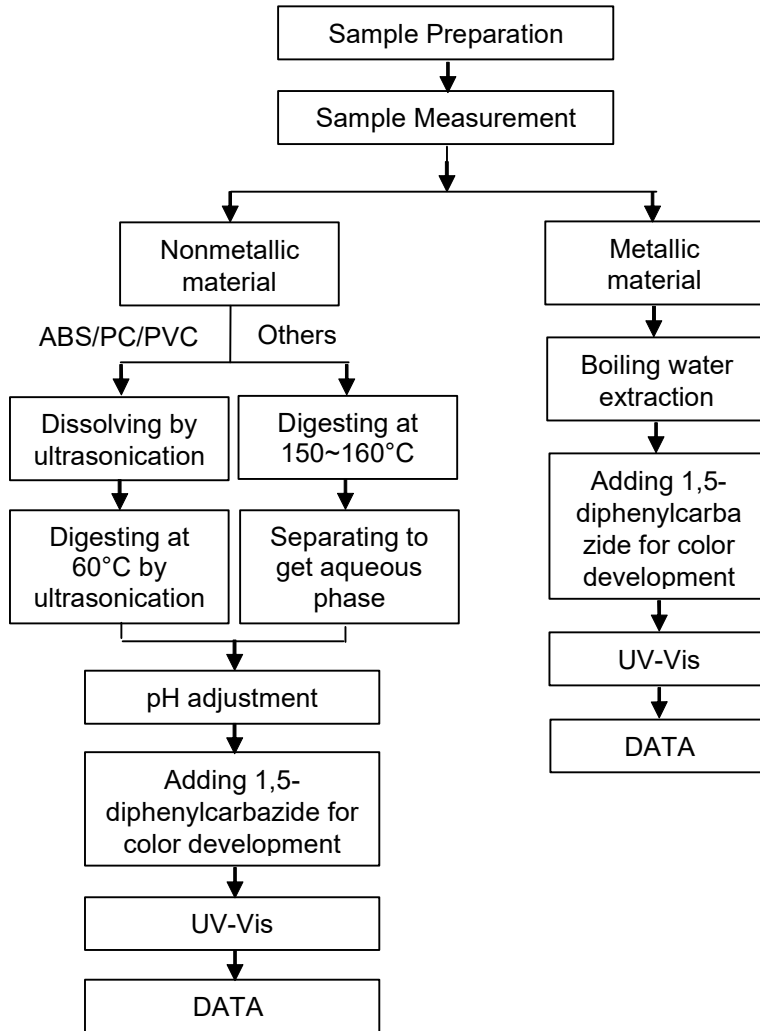 Sample Preparation
Sample Measurement
Nonmetallic
material
Metallic
material
ABS/PC/PVC
Others
Boiling water
extraction
Dissolving by
ultrasonication
Digesting at
150~160°C
Adding 1,5-
diphenylcarba
zide for color
development
Digesting at
60°C by
ultrasonication
Separating to
get aqueous
phase
UV-Vis
pH adjustment
DATA
Adding 1,5-
diphenylcarbazide for
color development
UV-Vis
DATA